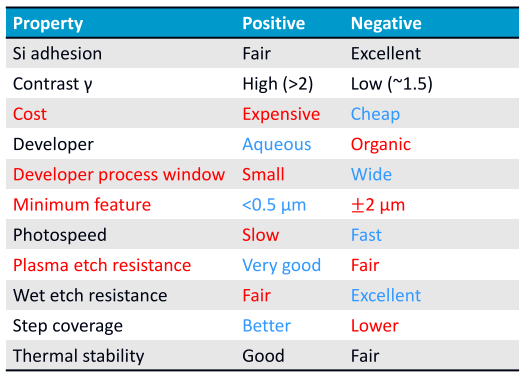 Property Positive Negative
Si adhesion Fair Excellent
Contrast γ High (>2) Low (~1.5)
Cost Expensive Cheap
Developer Aqueous Organic
Developer process window Small Wide
Minimum feature <0.5 μm ±2 μm
Photospeed Slow Fast
Plasma etch resistance Very good Fair
Wet etch resistance Fair Excellent
Step coverage Better Lower
Thermal stability Good Fair